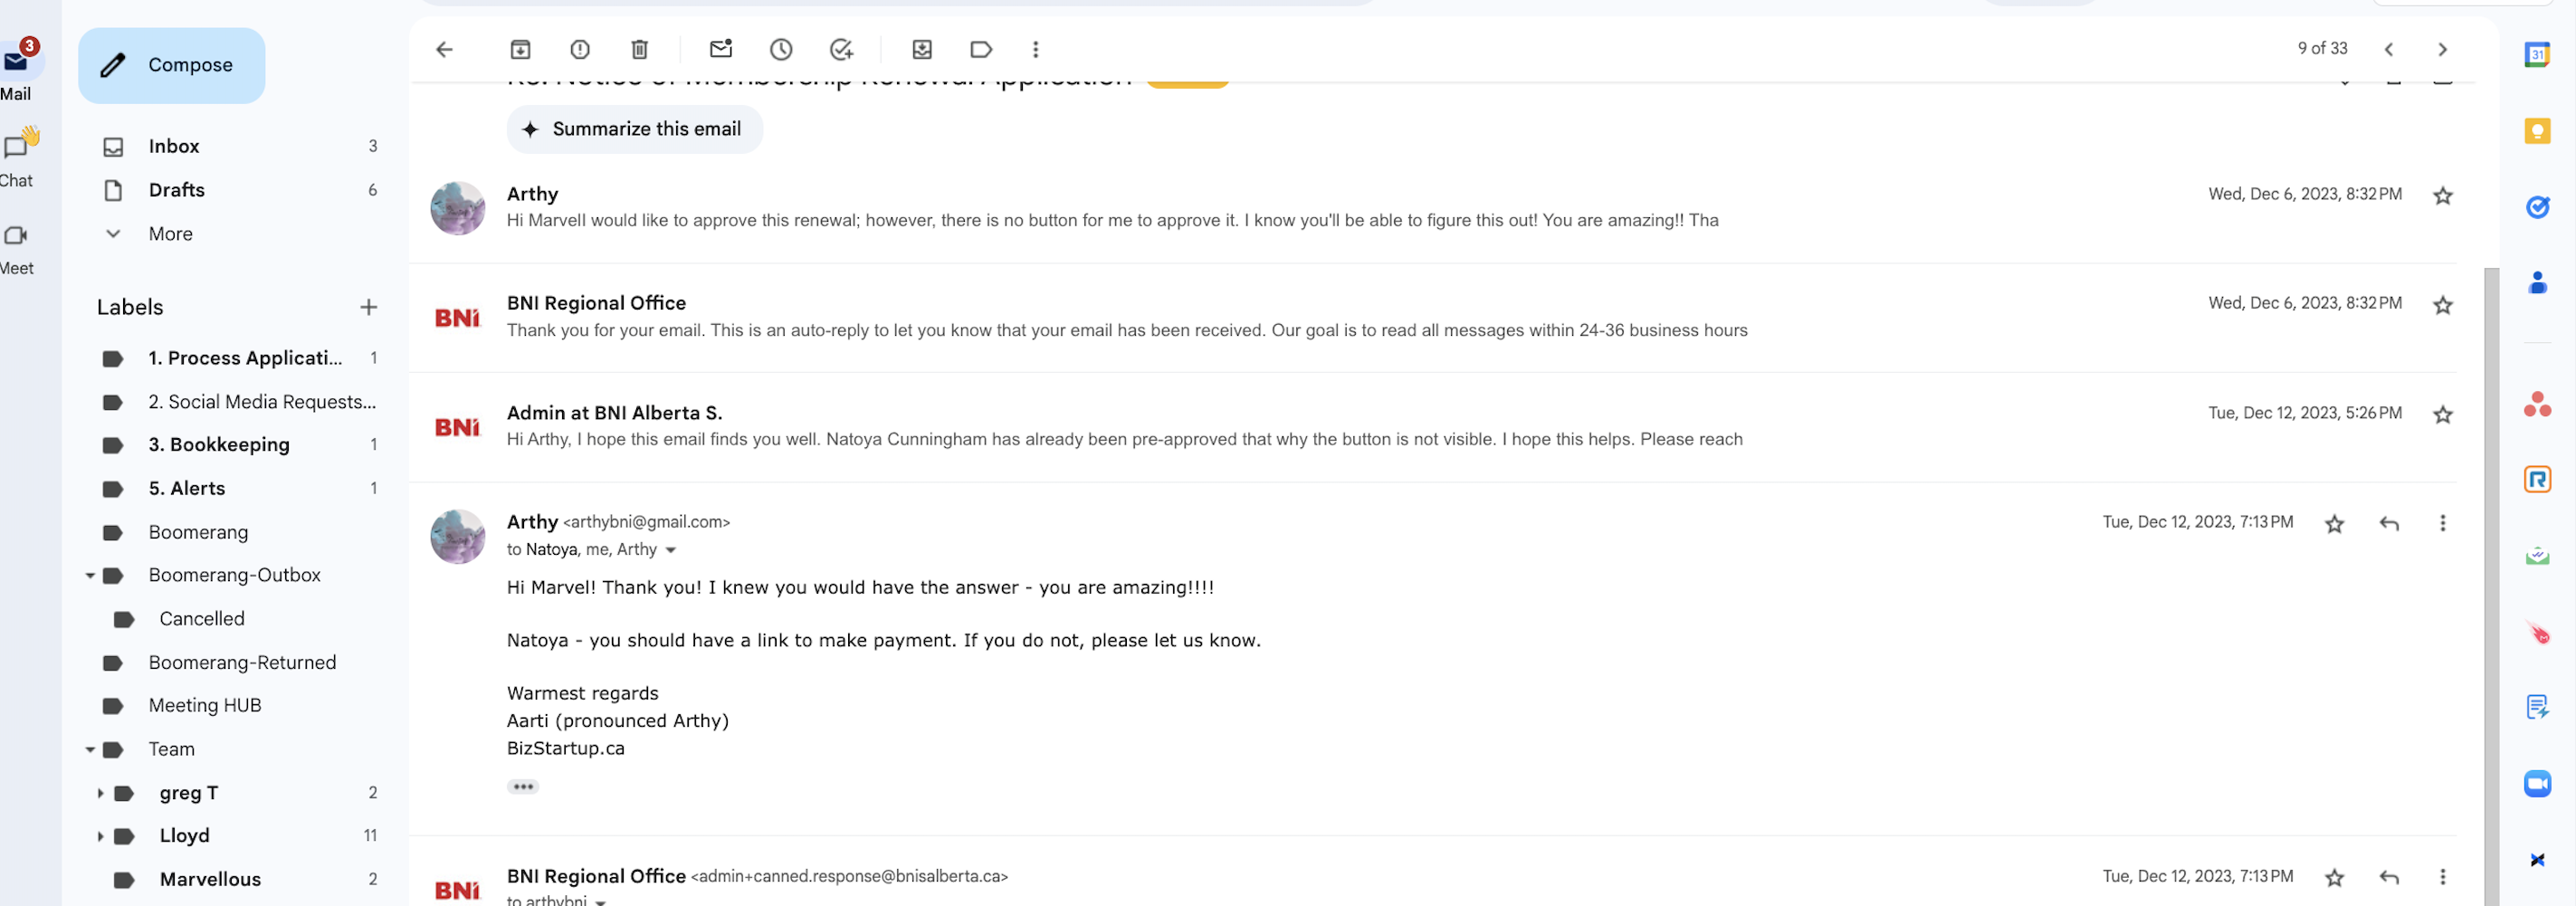 3
Mail
Chat
Meet
Compose
Inbox 3
Drafts 6
More
Labels
1. Process Applicati... 1
2. Social Media Requests...
3. Bookkeeping 1
5. Alerts 1
Boomerang
Boomerang-Outbox
Cancelled
Boomerang-Returned
Meeting HUB
Team
greg T 2
Lloyd 11
Marvellous 2
9 of 33
Re: Notice of Membership Renewal Application
Summarize this email
Arthy Wed, Dec 6, 2023, 8:32 PM
Hi Marvell would like to approve this renewal; however, there is no button for me to approve it. I know you'll be able to figure this out! You are amazing!! Tha
BNI
BNI Regional Office Wed, Dec 6, 2023, 8:32 PM
Thank you for your email. This is an auto-reply to let you know that your email has been received. Our goal is to read all messages within 24-36 business hours
BNI
Admin at BNI Alberta S. Tue, Dec 12, 2023, 5:26 PM
Hi Arthy, I hope this email finds you well. Natoya Cunningham has already been pre-approved that why the button is not visible. I hope this helps. Please reach
Arthy <arthybni@gmail.com> Tue, Dec 12, 2023, 7:13 PM
to Natoya, me, Arthy
Hi Marvel! Thank you! I knew you would have the answer - you are amazing!!!!
Natoya - you should have a link to make payment. If you do not, please let us know.
Warmest regards
Aarti (pronounced Arthy)
BizStartup.ca
BNI
BNI Regional Office <admin+canned.response@bnisalberta.ca> Tue, Dec 12, 2023, 7:13 PM
to arthybni
31
R